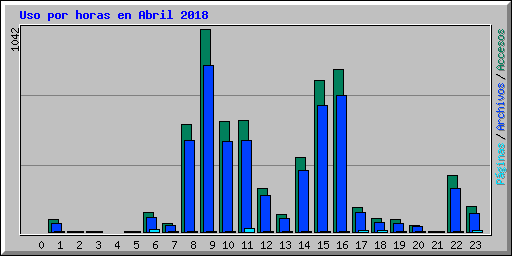 Uso por horas en Abril 2018
1042
Páginas / Archivos / Accesos
0 1 2 3 4 5 6 7 8 9 10 11 12 13 14 15 16 17 18 19 20 21 22 23